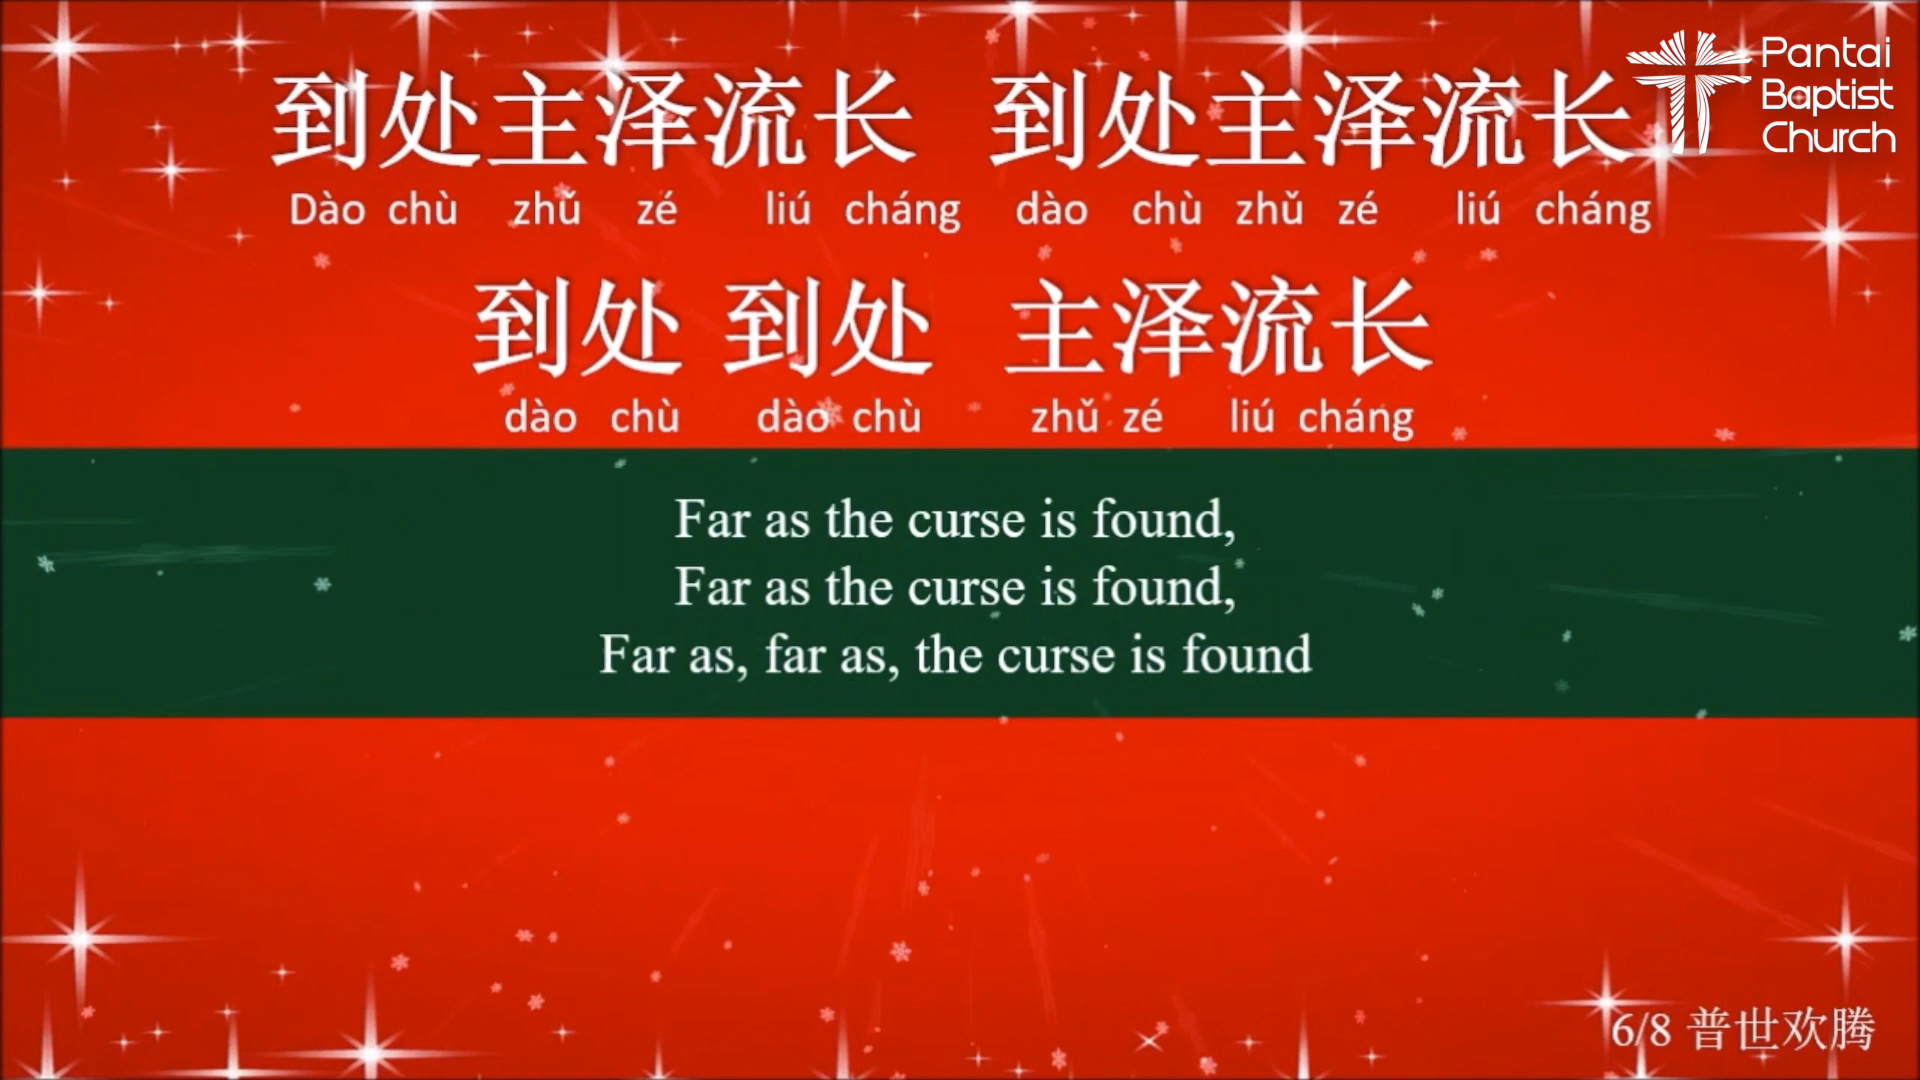 Pantai
Baptist
Church
到处主泽流长 到处主泽流长
Dào chù zhǔ zé liú cháng dào chù zhǔ zé liú cháng
到处 到处 主泽流长
dào chù dào chù zhǔ zé liú cháng
Far as the curse is found,
Far as the curse is found,
Far as, far as, the curse is found
6/8 普世欢腾